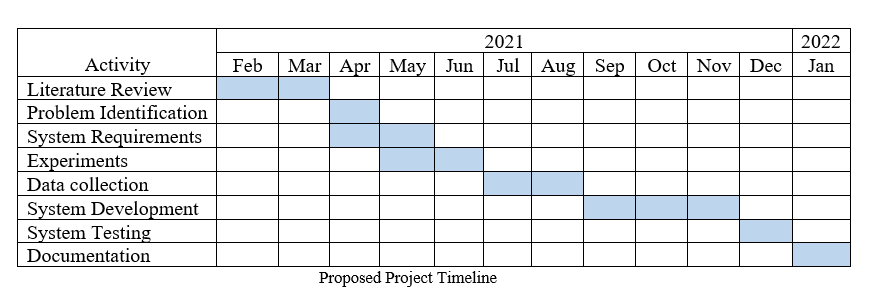 2021 2022
Activity Feb Mar Apr May Jun Jul Aug Sep Oct Nov Dec Jan
Literature Review
Problem Identification
System Requirements
Experiments
Data collection
System Development
System Testing
Documentation
Proposed Project Timeline